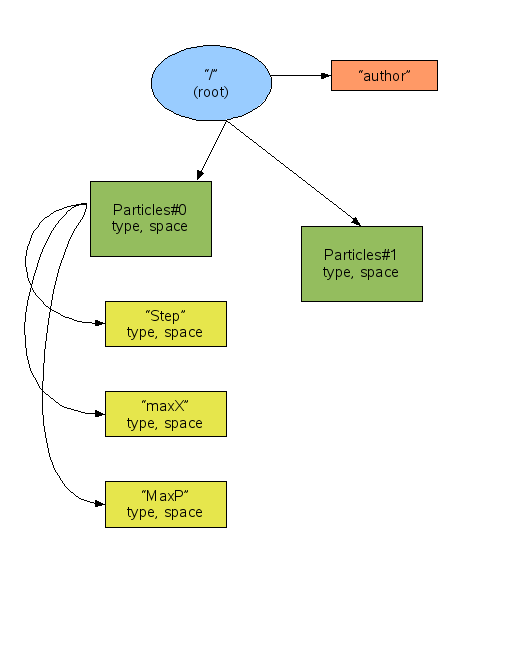 “/”
(root)
“author”
Particles#0
type, space
Particles#1
type, space
“Step”
type, space
“maxX”
type, space
“MaxP”
type, space